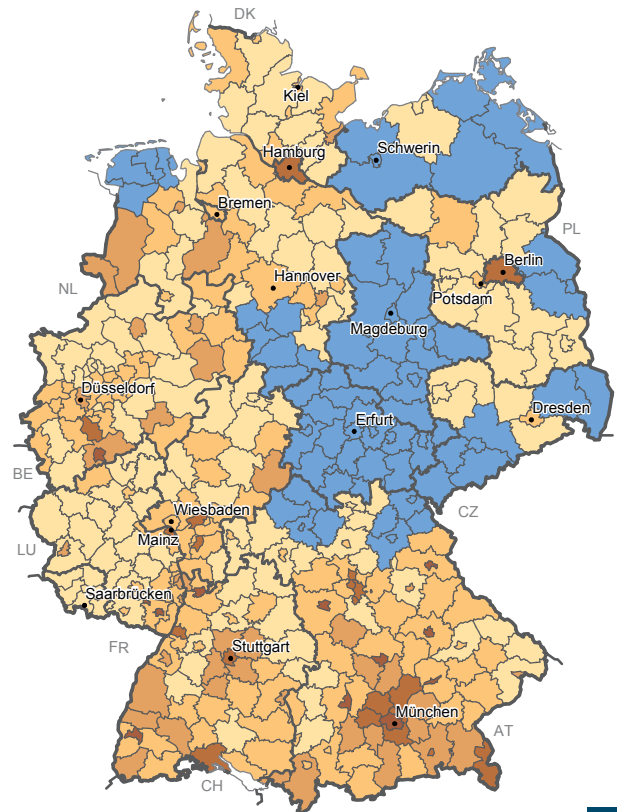 DK
Kiel
Hamburg
Schwerin
Bremen
PL
Berlin
NL
Hannover
Potsdam
Magdeburg
Düsseldorf
Dresden
Erfurt
BE
Wiesbaden
CZ
Mainz
LU
Saarbrücken
FR
Stuttgart
München
AT
CH